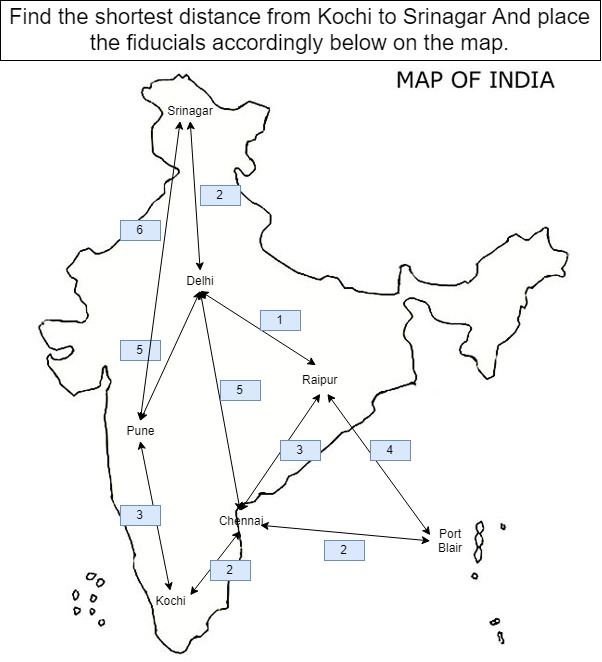 Find the shortest distance from Kochi to Srinagar And place
the fiducials accordingly below on the map.
MAP OF INDIA
Srinagar
2
6
Delhi
1
5
Raipur
5
Pune
3
4
3
Chennai
Port
Blair
2
2
Kochi